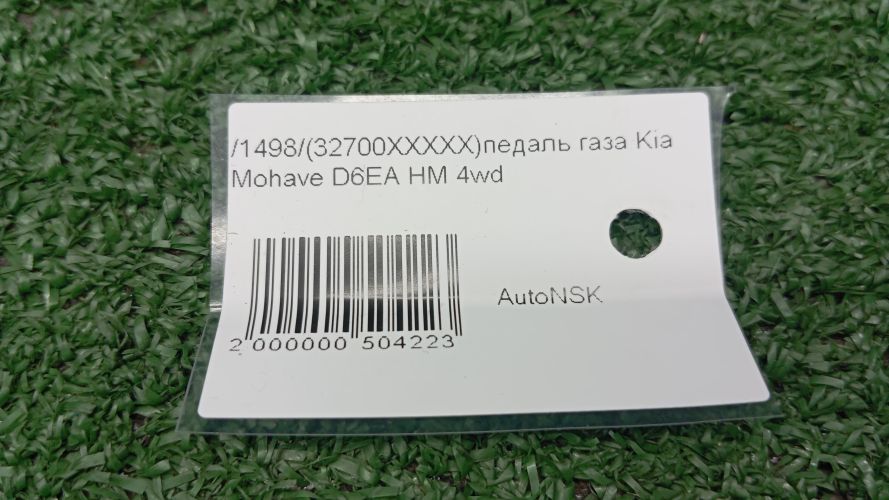 /1498/(32700XXXXX)педаль газа Kia
Mohave D6EA HM 4wd
AutoNSK
2 000000 504223